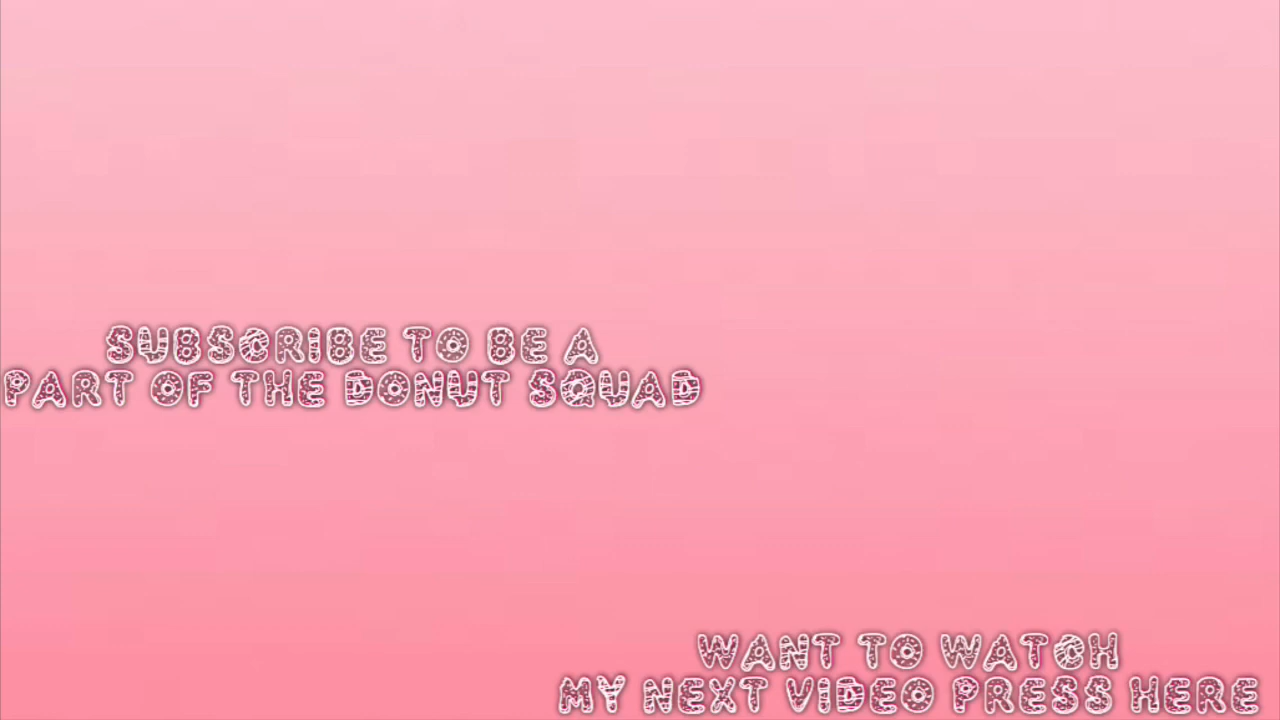 SUBSCRIBE TO BE A
PART OF THE DONUT SQUAD
WANT TO WATCH
MY NEXT VIDEO PRESS HERE